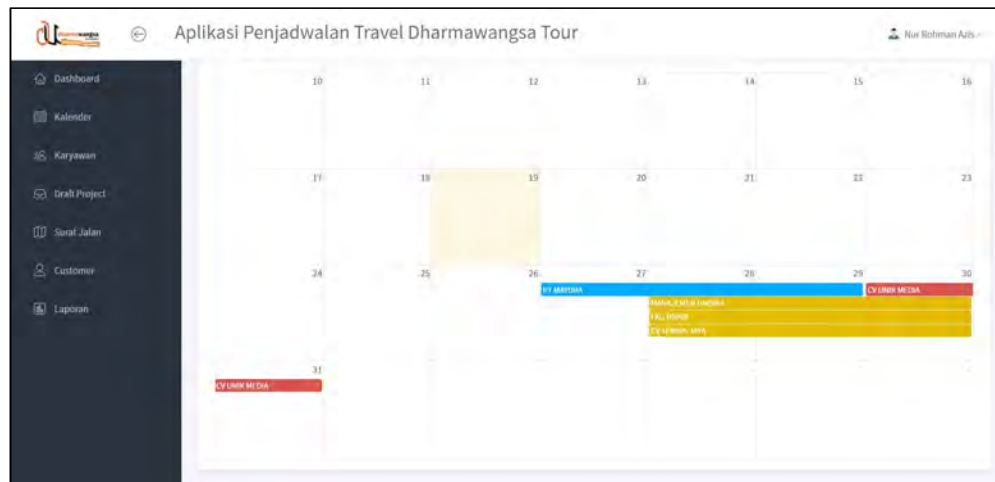 dharmawangsa
Aplikasi Penjadwalan Travel Dharmawangsa Tour
Nur Rohman Azis
Dashboard
Kalender
Karyawan
Draft Project
Surat Jalan
Customer
Laporan
10 11 12 13 14 15 16
17 18 19 20 21 22 23
24 25 26 27 28 29 30
CV UNIK MEDIA
31
CV UNIK MEDIA